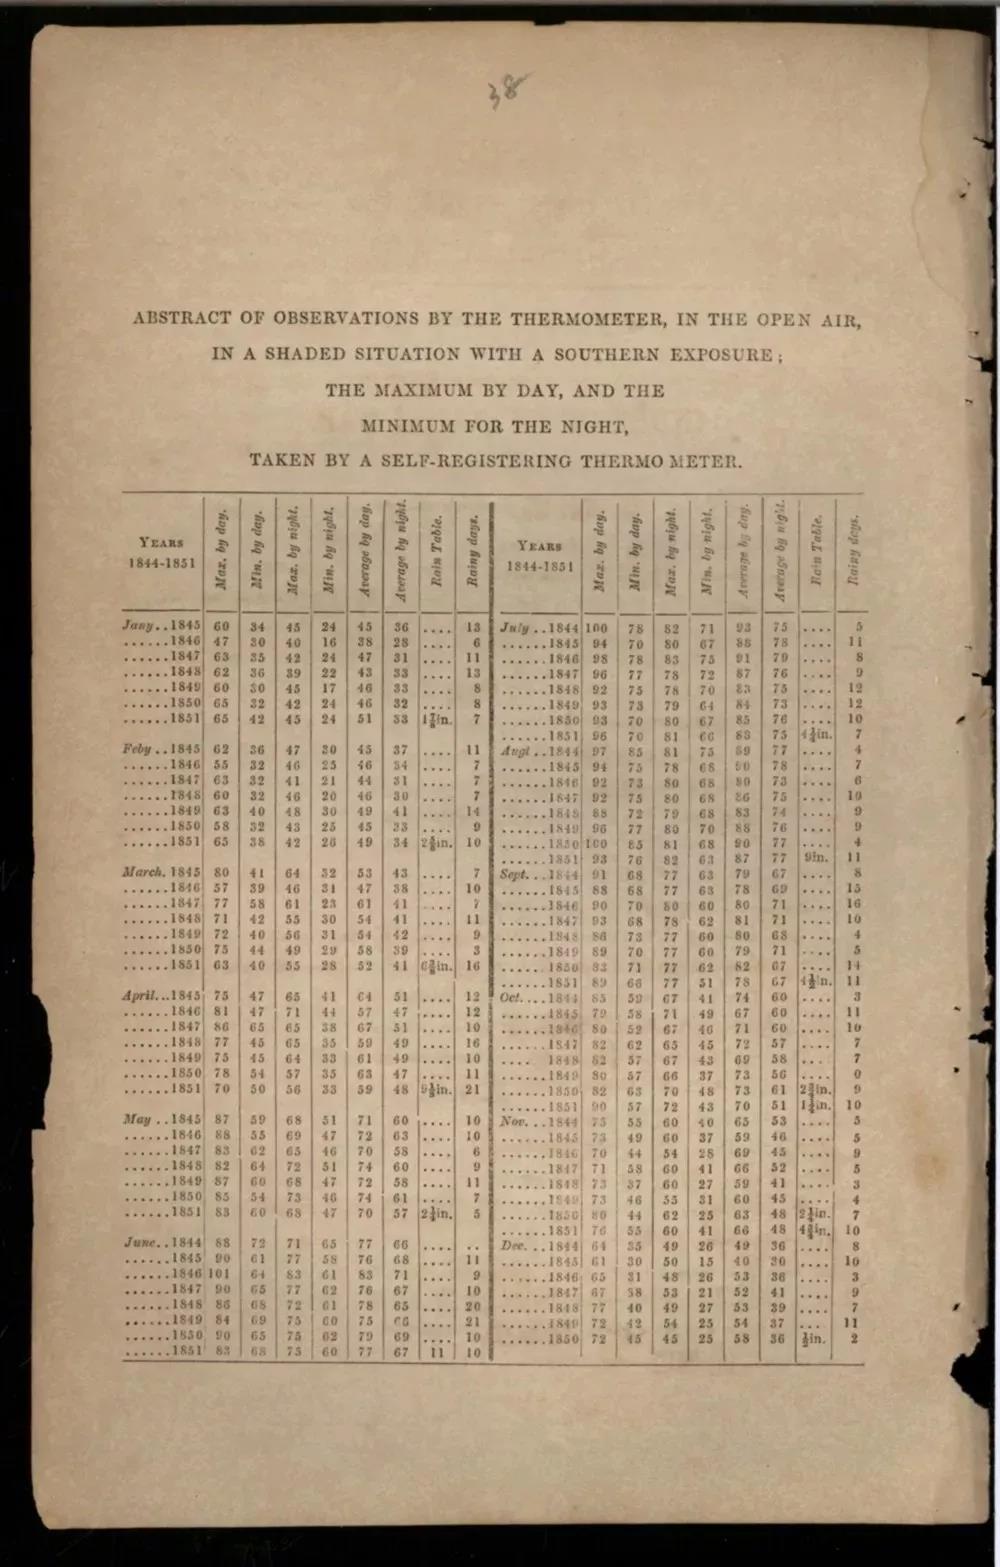 38
ABSTRACT OF OBSERVATIONS BY THE THERMOMETER, IN THE OPEN AIR,
IN A SHADED SITUATION WITH A SOUTHERN EXPOSURE;
THE MAXIMUM BY DAY, AND THE
MINIMUM FOR THE NIGHT,
TAKEN BY A SELF-REGISTERING THERMOMETER.
YEARS 1844-1851 Max. by day. Min. by day. Max. by night. Min. by night. Average by day. Average by night. Rain Table. Rainy days.
Jany..1845 60 34 45 24 45 36 .... 13
......1846 47 30 40 16 38 28 .... 6
......1847 63 35 42 24 47 31 .... 11
......1848 62 36 39 22 43 33 .... 13
......1849 60 30 45 17 46 33 .... 8
......1850 65 32 42 24 46 32 .... 8
......1851 65 42 45 24 51 33 1⅞in. 7
Feby..1845 62 36 47 30 45 37 .... 11
......1846 55 32 46 25 46 34 .... 7
......1847 63 32 41 21 44 31 .... 7
......1848 60 32 46 20 46 30 .... 7
......1849 63 40 48 30 49 41 .... 14
......1850 58 32 43 25 45 33 .... 9
......1851 65 38 42 26 49 34 in. 10
March. 1845 80 41 64 32 53 43 .... 7
......1846 57 39 46 31 47 38 .... 10
......1847 77 58 61 23 61 41 .... 7
......1848 71 42 55 30 54 41 .... 11
......1849 72 40 56 31 54 42 .... 9
......1850 75 44 49 29 58 39 .... 3
......1851 63 40 55 28 52 41 in. 16
April...1845 75 47 65 41 64 51 .... 12
......1846 81 47 71 44 57 47 .... 12
......1847 86 65 65 38 67 51 .... 10
......1848 77 45 65 35 59 49 .... 16
......1849 75 45 64 33 61 49 .... 10
......1850 78 54 57 35 63 47 .... 11
......1851 70 50 56 33 59 48 9½in. 21
May ..1845 87 59 68 51 71 60 .... 10
......1846 88 55 69 47 72 63 .... 10
......1847 83 62 65 46 70 58 .... 6
......1848 82 64 72 51 74 60 .... 9
......1849 87 60 68 47 72 58 .... 11
......1850 85 54 73 46 74 61 .... 7
......1851 83 60 68 47 70 57 in. 5
June..1844 88 72 71 65 77 66 .... ..
......1845 90 61 77 58 76 68 .... 11
......1846 101 64 83 61 83 71 .... 9
......1847 90 65 77 62 76 67 .... 10
......1848 86 68 72 61 78 65 .... 20
......1849 84 69 75 60 75 66 .... 21
......1850 90 65 75 62 79 69 .... 10
......1851 83 68 75 60 77 67 11 10
YEARS 1844-1851 Max. by day. Min. by day. Max. by night. Min. by night. Average by day. Average by night. Rain Table. Rainy days.
July ..1844 100 78 82 71 93 75 .... 5
......1845 94 70 80 67 88 78 .... 11
......1846 98 78 83 75 91 79 .... 8
......1847 96 77 78 72 87 76 .... 9
......1848 92 75 78 70 83 75 .... 12
......1849 93 73 79 64 84 73 .... 12
......1850 93 70 80 67 85 76 .... 10
......1851 96 70 81 66 83 75 in. 7
Augt ..1844 97 85 81 75 89 77 .... 4
......1845 94 75 78 68 90 78 .... 7
......1846 92 73 80 68 80 73 .... 6
......1847 92 75 80 68 86 75 .... 10
......1848 88 72 79 68 83 74 .... 9
......1849 96 77 80 70 88 76 .... 9
......1850 100 85 81 68 90 77 .... 4
......1851 93 76 82 63 87 77 9in. 11
Sept...1844 91 68 77 63 79 67 .... 8
......1845 88 68 77 63 78 69 .... 15
......1846 90 70 80 60 80 71 .... 16
......1847 93 68 78 62 81 71 .... 10
......1848 86 73 77 60 80 68 .... 4
......1849 89 70 77 60 79 71 .... 5
......1850 83 71 77 62 82 67 .... 14
......1851 89 66 77 51 78 67 in. 11
Oct....1844 85 59 67 41 74 60 .... 3
......1845 79 58 71 49 67 60 .... 11
......1846 80 52 67 46 71 60 .... 10
......1847 82 62 65 45 72 57 .... 7
.... 1848 82 57 67 43 69 58 ... 7
......1849 80 57 66 37 73 56 .... 0
......1850 82 63 70 48 73 61 in. 9
......1851 90 57 72 43 70 51 in. 10
Nov...1844 75 55 60 40 65 53 .... 5
......1845 73 49 60 37 59 46 .... 5
......1846 70 44 54 28 69 45 .... 9
......1847 71 58 60 41 66 52 .... 5
......1848 73 37 60 27 59 41 .... 3
......1849 73 46 55 31 60 45 .... 4
......1850 80 44 62 25 63 48 in. 7
......1851 76 55 60 41 66 48 in. 10
Dec...1844 64 35 49 26 49 36 .... 8
......1845 61 30 50 15 40 30 .... 10
......1846 65 31 48 26 53 36 .... 3
......1847 67 38 53 21 52 41 .... 9
......1848 77 40 49 27 53 39 .... 7
......1849 72 42 54 25 54 37 ... 11
......1850 72 45 45 25 58 36 ½in. 2